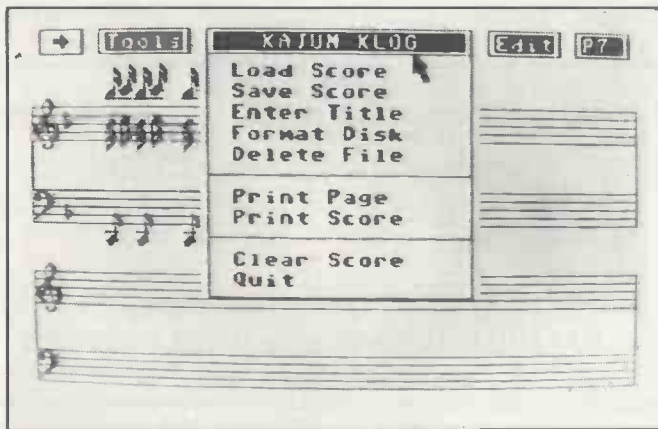 Tools KAJUN KLOG Edit P7
Load Score
Save Score
Enter Title
Format Disk
Delete File
Print Page
Print Score
Clear Score
Quit